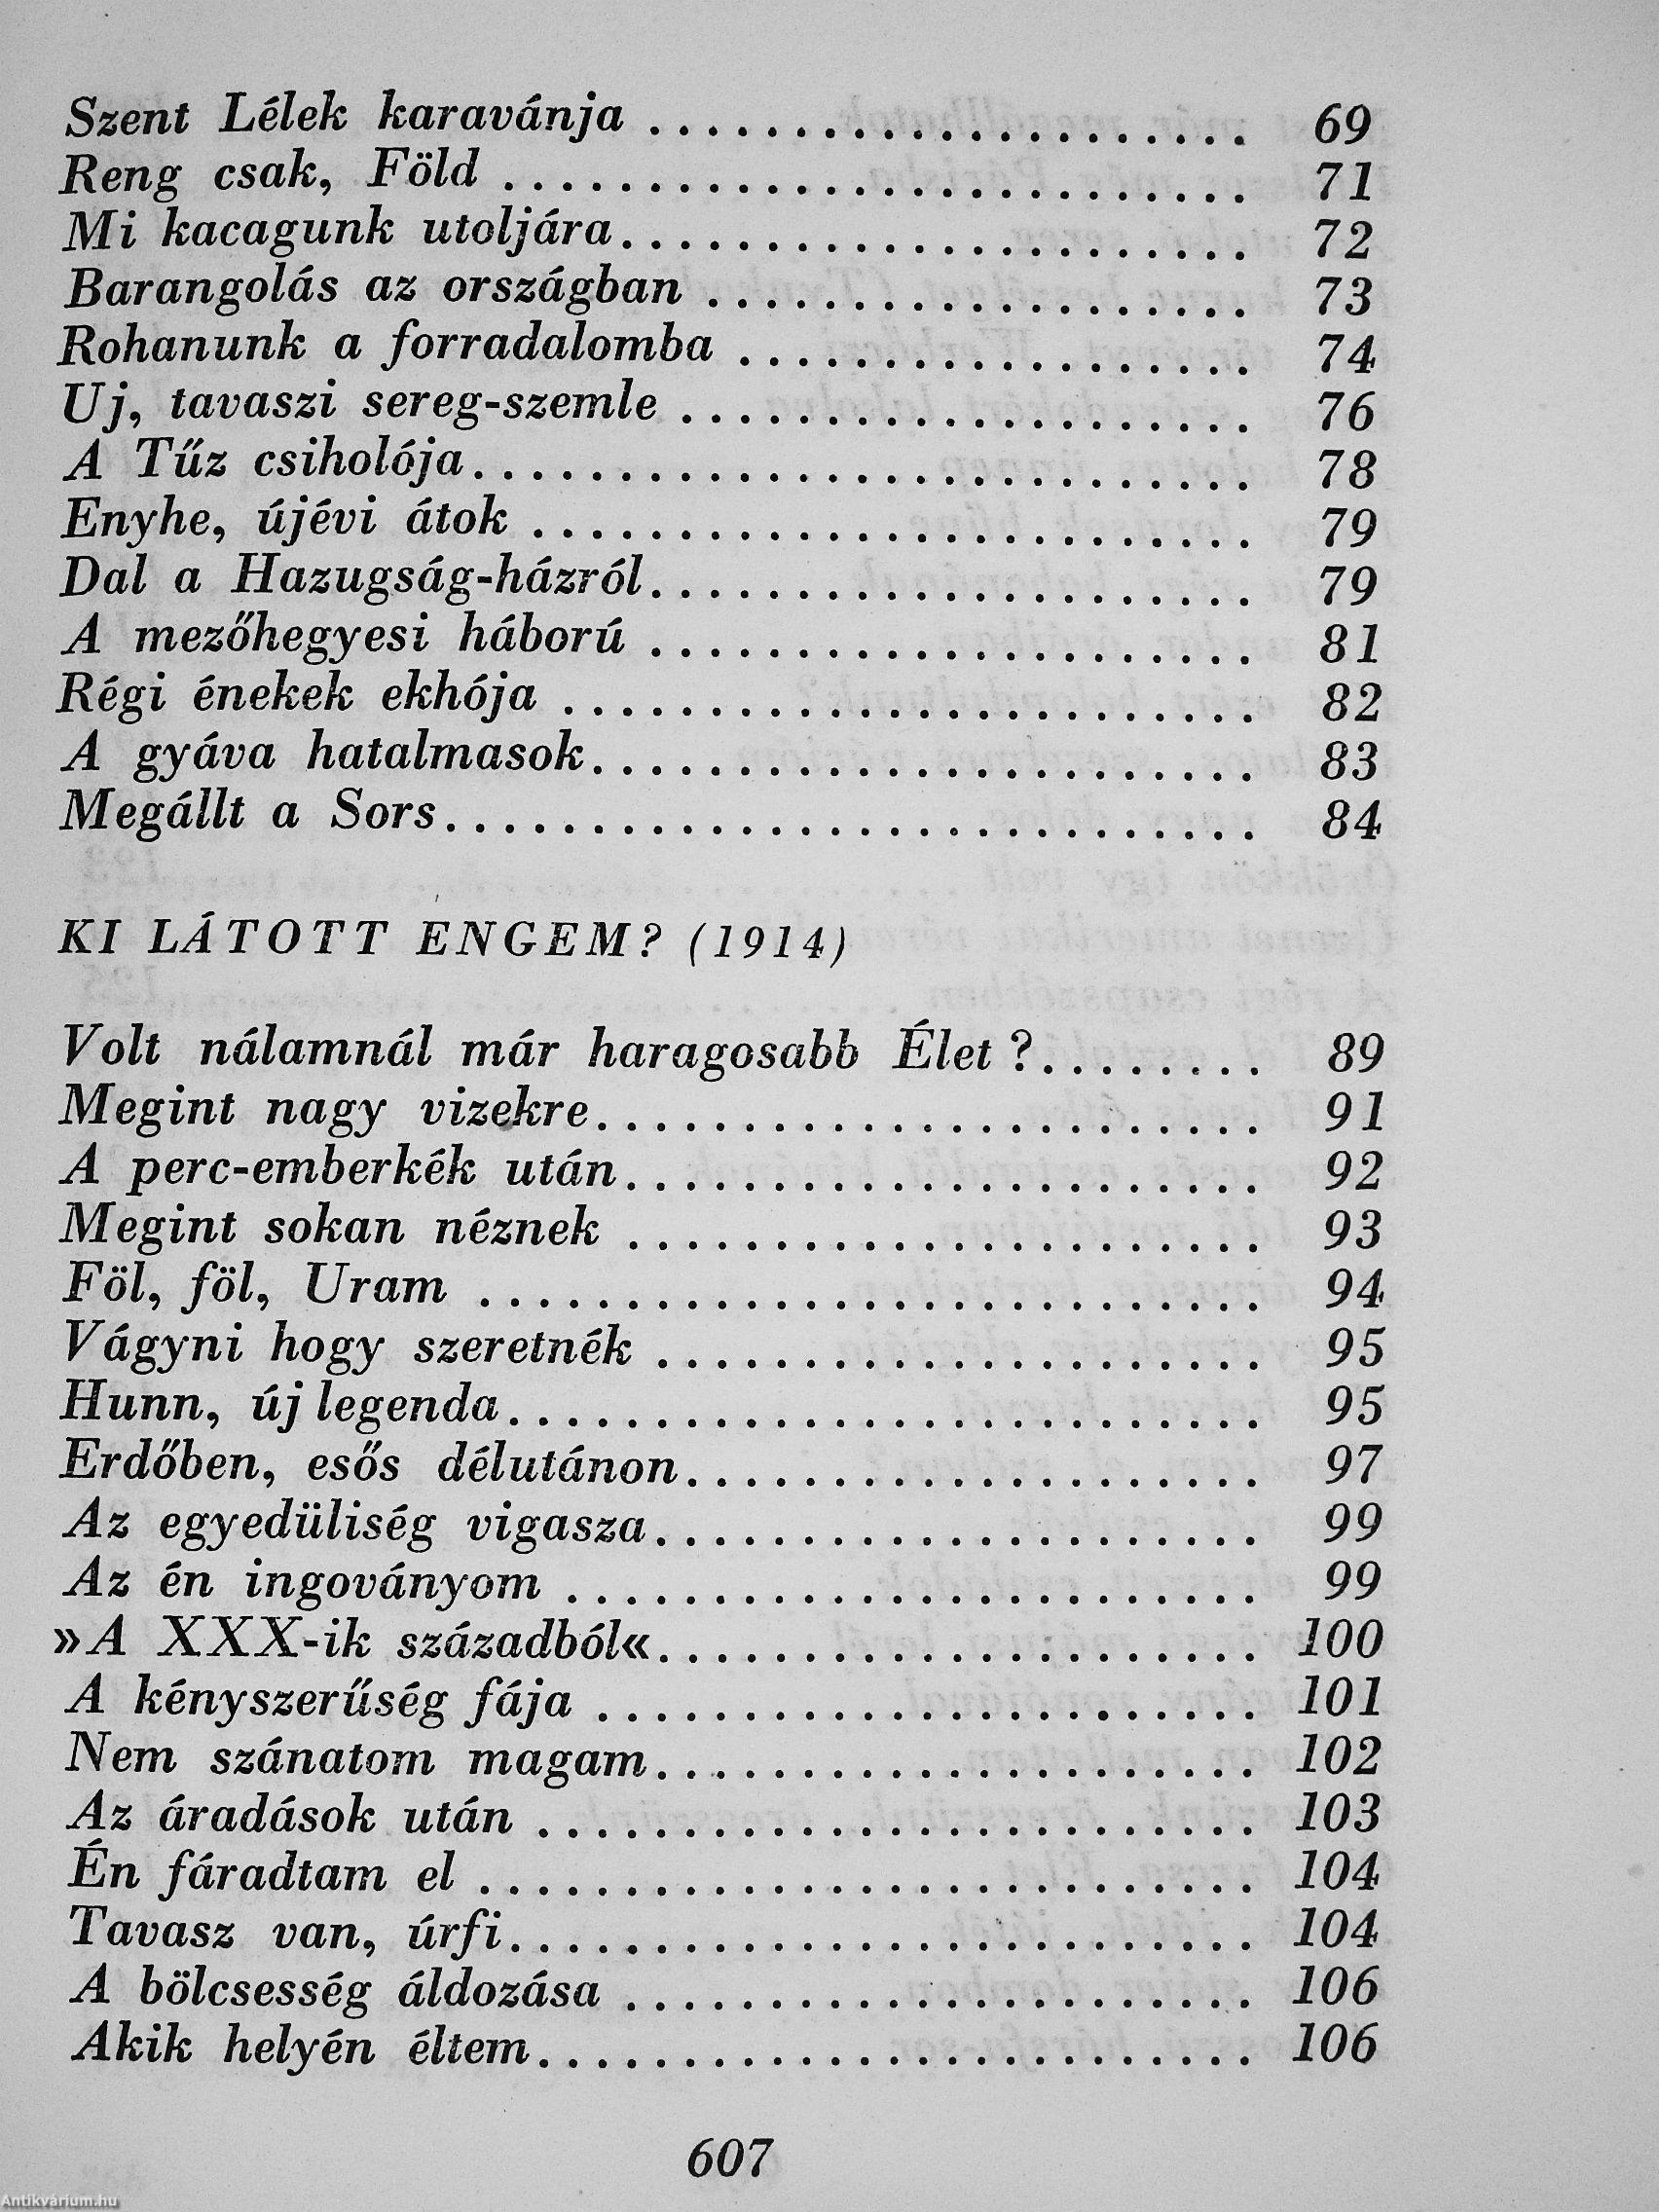 Szent Lélek karavánja . . . . . . . . . . . . . . . . . . . . . 69
Reng csak, Föld . . . . . . . . . . . . . . . . . . . . . . . . . . 71
Mi kacagunk utoljára . . . . . . . . . . . . . . . . . . . . . . 72
Barangolás az országban . . . . . . . . . . . . . . . . . . . 73
Rohanunk a forradalomba . . . . . . . . . . . . . . . . . . 74
Uj, tavaszi sereg-szemle . . . . . . . . . . . . . . . . . . . . 76
A Tűz csiholója . . . . . . . . . . . . . . . . . . . . . . . . . . . 78
Enyhe, újévi átok . . . . . . . . . . . . . . . . . . . . . . . . . 79
Dal a Hazugság-házról . . . . . . . . . . . . . . . . . . . . . 79
A mezőhegyesi háború . . . . . . . . . . . . . . . . . . . . . 81
Régi énekek ekhója . . . . . . . . . . . . . . . . . . . . . . . . 82
A gyáva hatalmasok . . . . . . . . . . . . . . . . . . . . . . . 83
Megállt a Sors . . . . . . . . . . . . . . . . . . . . . . . . . . . . 84
KI LÁTOTT ENGEM? (1914)
Volt nálamnál már haragosabb Élet ? . . . . . . . . 89
Megint nagy vizekre . . . . . . . . . . . . . . . . . . . . . . . 91
A perc-emberkék után . . . . . . . . . . . . . . . . . . . . . . 92
Megint sokan néznek . . . . . . . . . . . . . . . . . . . . . . 93
Föl, föl, Uram . . . . . . . . . . . . . . . . . . . . . . . . . . . 94
Vágyni hogy szeretnék . . . . . . . . . . . . . . . . . . . . . 95
Hunn, új legenda . . . . . . . . . . . . . . . . . . . . . . . . . . 95
Erdőben, esős délutánon . . . . . . . . . . . . . . . . . . . . 97
Az egyedüliség vigasza . . . . . . . . . . . . . . . . . . . . . 99
Az én ingoványom . . . . . . . . . . . . . . . . . . . . . . . . 99
»A XXX-ik századból« . . . . . . . . . . . . . . . . . . . . . 100
A kényszerűség fája . . . . . . . . . . . . . . . . . . . . . . . 101
Nem szánatom magam . . . . . . . . . . . . . . . . . . . . . 102
Az áradások után . . . . . . . . . . . . . . . . . . . . . . . . . 103
Én fáradtam el . . . . . . . . . . . . . . . . . . . . . . . . . . . 104
Tavasz van, úrfi . . . . . . . . . . . . . . . . . . . . . . . . . . 104
A bölcsesség áldozása . . . . . . . . . . . . . . . . . . . . . . 106
Akik helyén éltem . . . . . . . . . . . . . . . . . . . . . . . . . 106
607
Antikvárium.hu